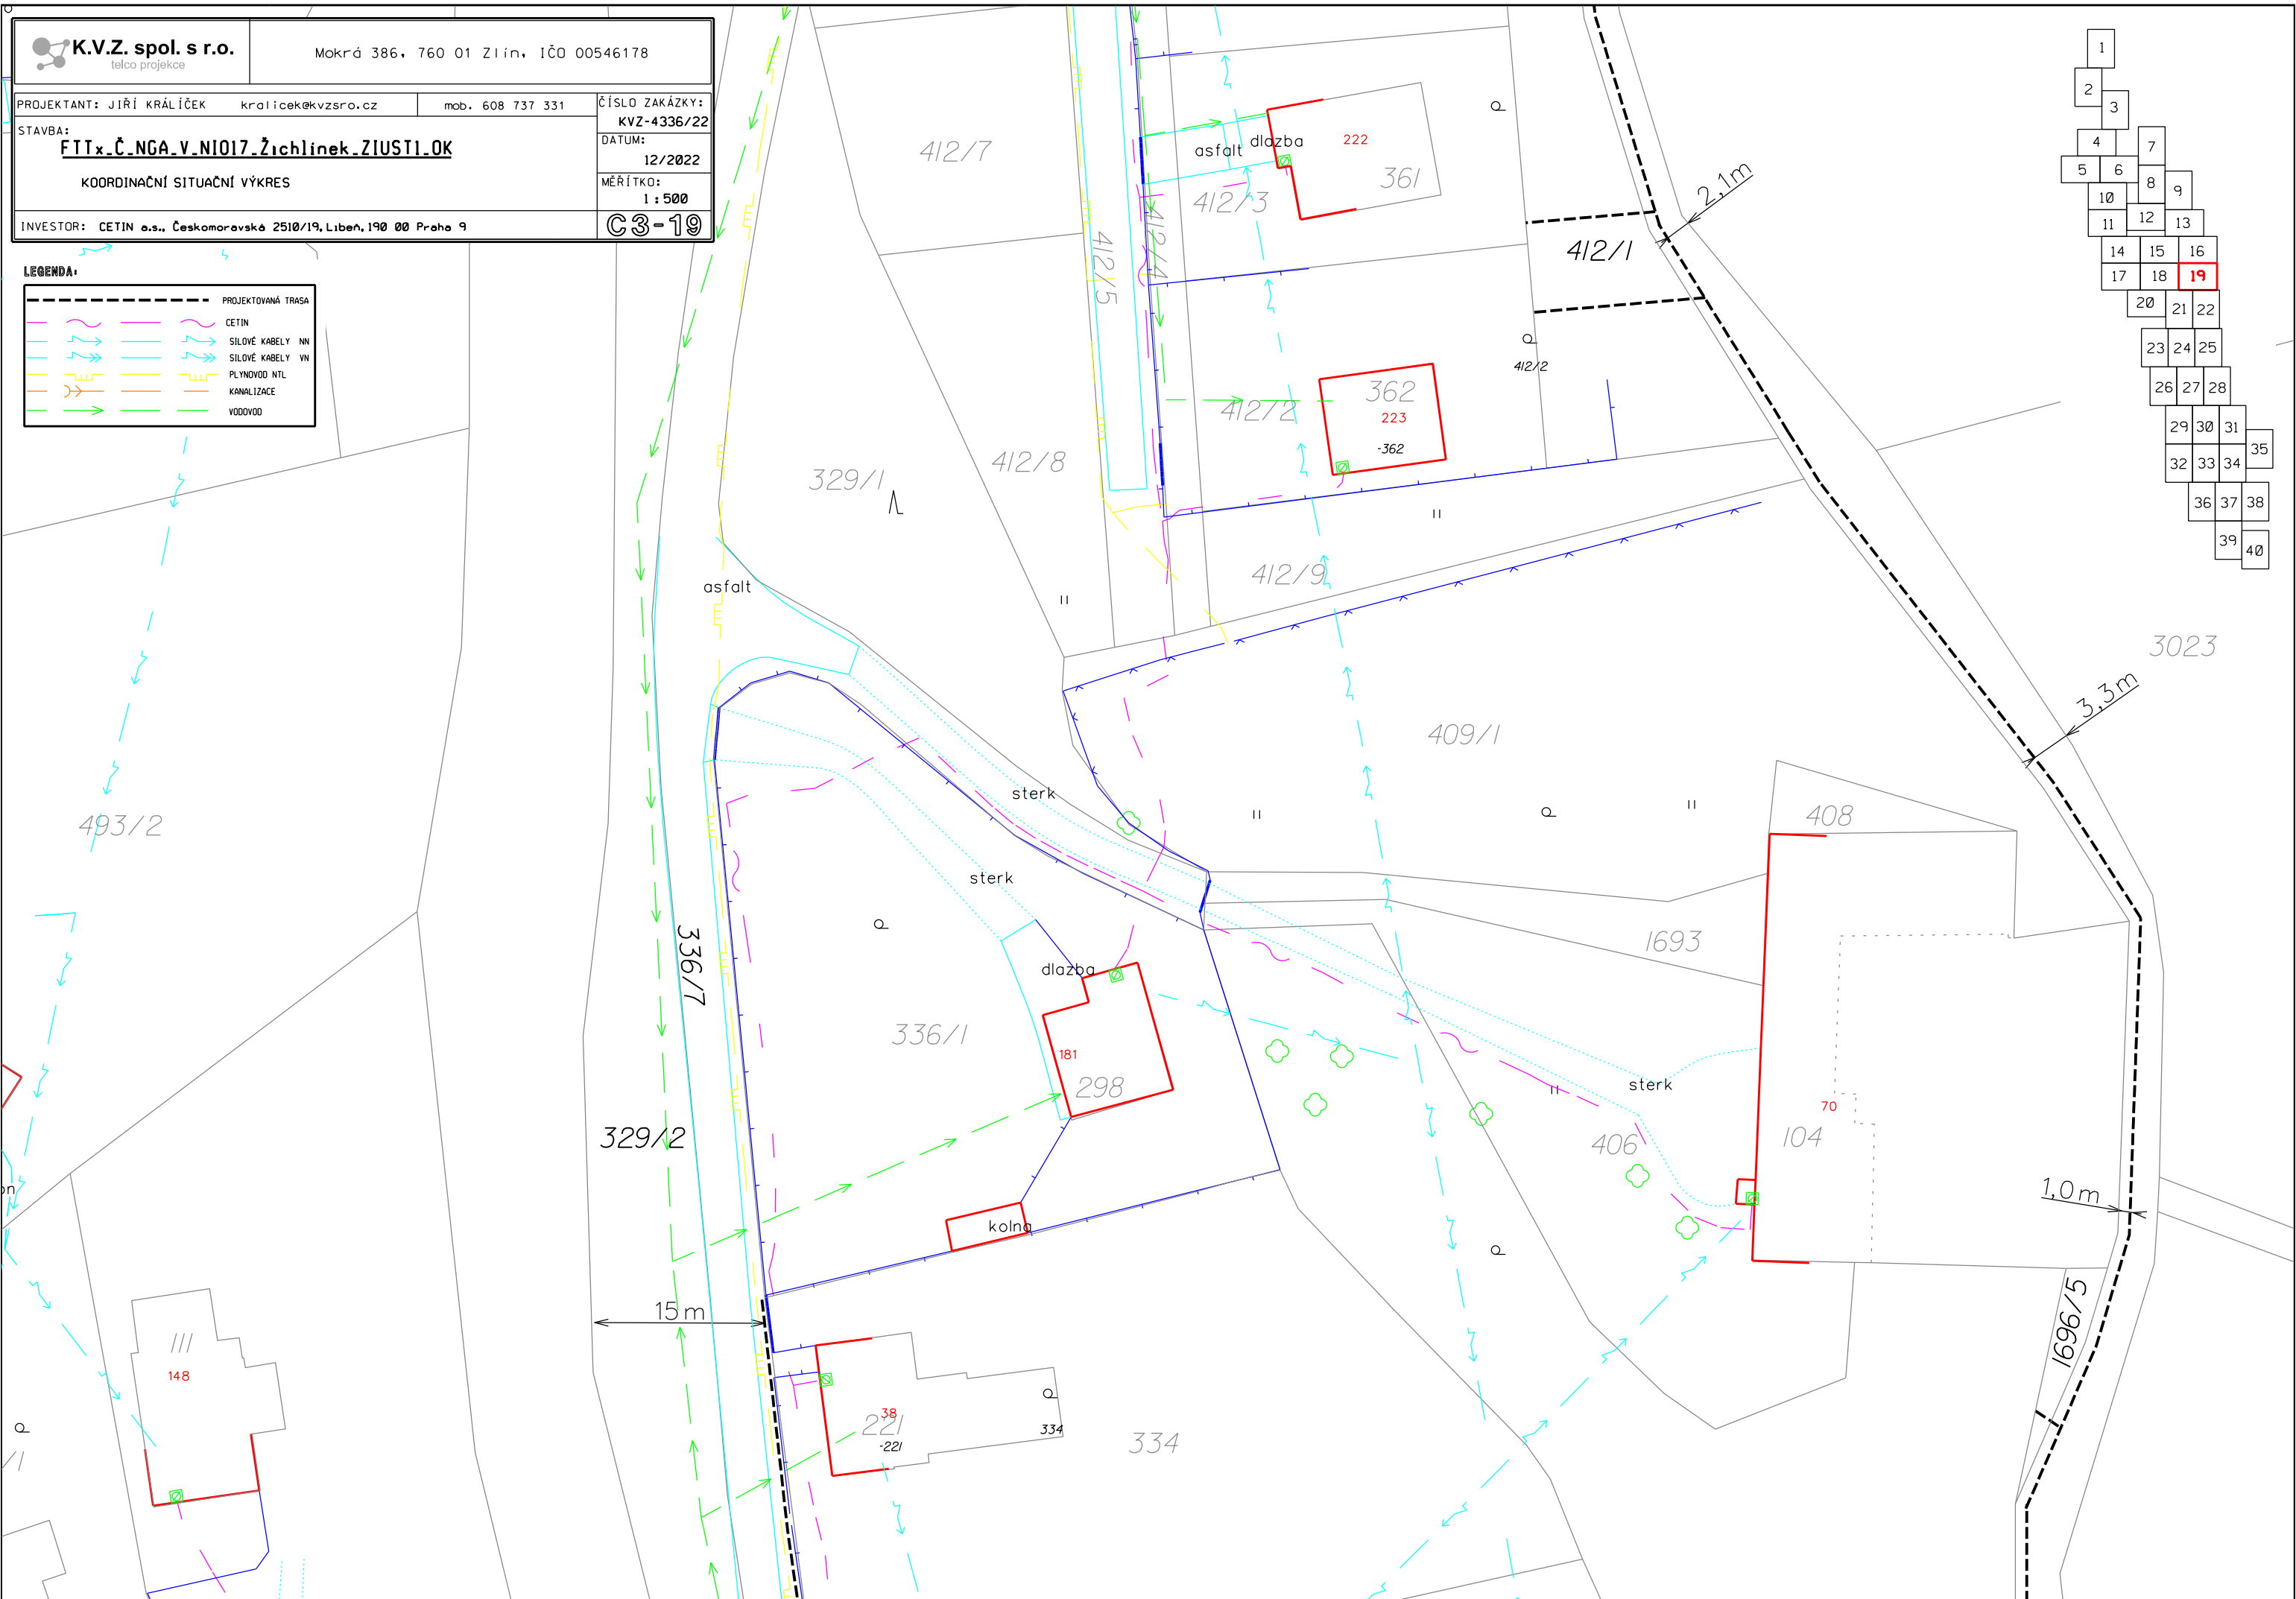 K.V.Z. spol. s r.o.
telco projekce
Mokrá 386, 760 01 Zlín, IČO 00546178
PROJEKTANT: JIŘÍ KRÁLÍČEK kralicek@kvzsro.cz mob. 608 737 331
ČÍSLO ZAKÁZKY:
KVZ-4336/22
STAVBA:
FTTx_Č_NGA_V_NI017_Žichlínek_ZIUST1_OK
DATUM:
12/2022
KOORDINAČNÍ SITUAČNÍ VÝKRES
MĚŘÍTKO:
1:500
INVESTOR: CETIN a.s., Českomoravská 2510/19, Libeň, 190 00 Praha 9
C3-19
LEGENDA:
PROJEKTOVANÁ TRASA
CETIN
SILOVÉ KABELY NN
SILOVÉ KABELY VN
PLYNOVOD NTL
KANALIZACE
VODOVOD
1
2
3
4
7
5 6
8
9
10
12
11
13
14 15 16
17 18 19
20
21 22
23 24 25
26 27 28
29 30 31
35
32 33 34
36 37 38
39
40
412/7
asfalt
dlazba
222
361
412/3
412/4
412/5
2,1m
412/1
412/2
362
223
-362
412/2
412/8
329/1
412/9
asfalt
3023
3,3m
409/1
sterk
408
493/2
sterk
336/7
1693
dlazba
336/1
181
298
sterk
70
104
329/2
406
1,0m
kolna
15m
1696/5
111
148
38
221
-221
334
334